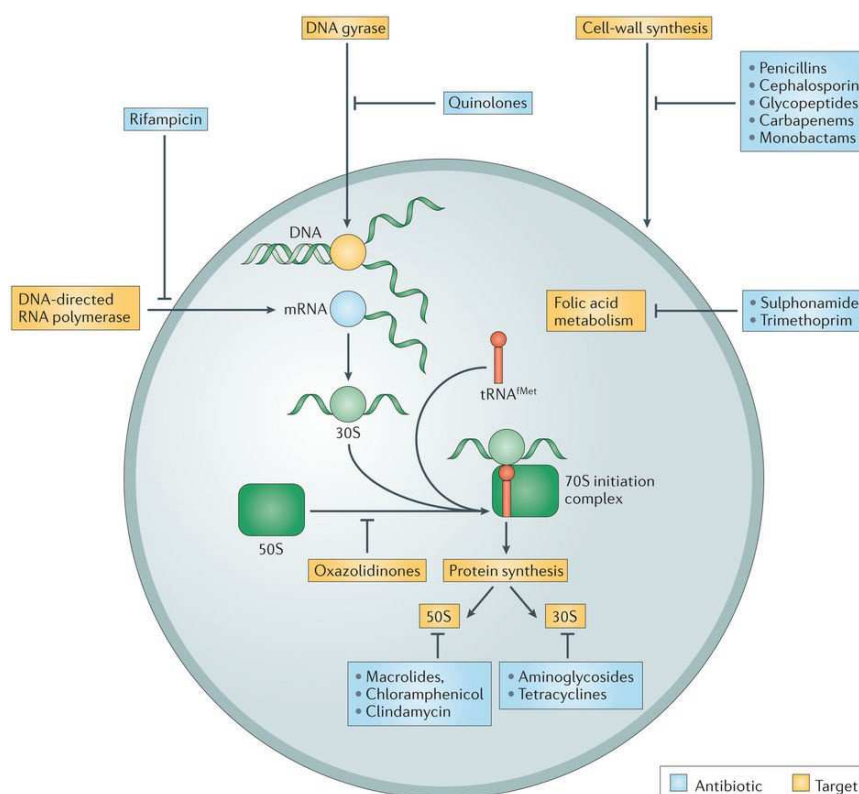 DNA gyrase
Cell-wall synthesis
• Penicillins
• Cephalosporin
• Glycopeptides
• Carbapenems
• Monobactams
Quinolones
Rifampicin
DNA
DNA-directed
RNA polymerase
mRNA
Folic acid
metabolism
• Sulphonamide
• Trimethoprim
tRNAfMet
30S
70S initiation
complex
50S
Oxazolidinones
Protein synthesis
50S
30S
• Macrolides,
• Chloramphenicol
• Clindamycin
• Aminoglycosides
• Tetracyclines
Antibiotic
Target